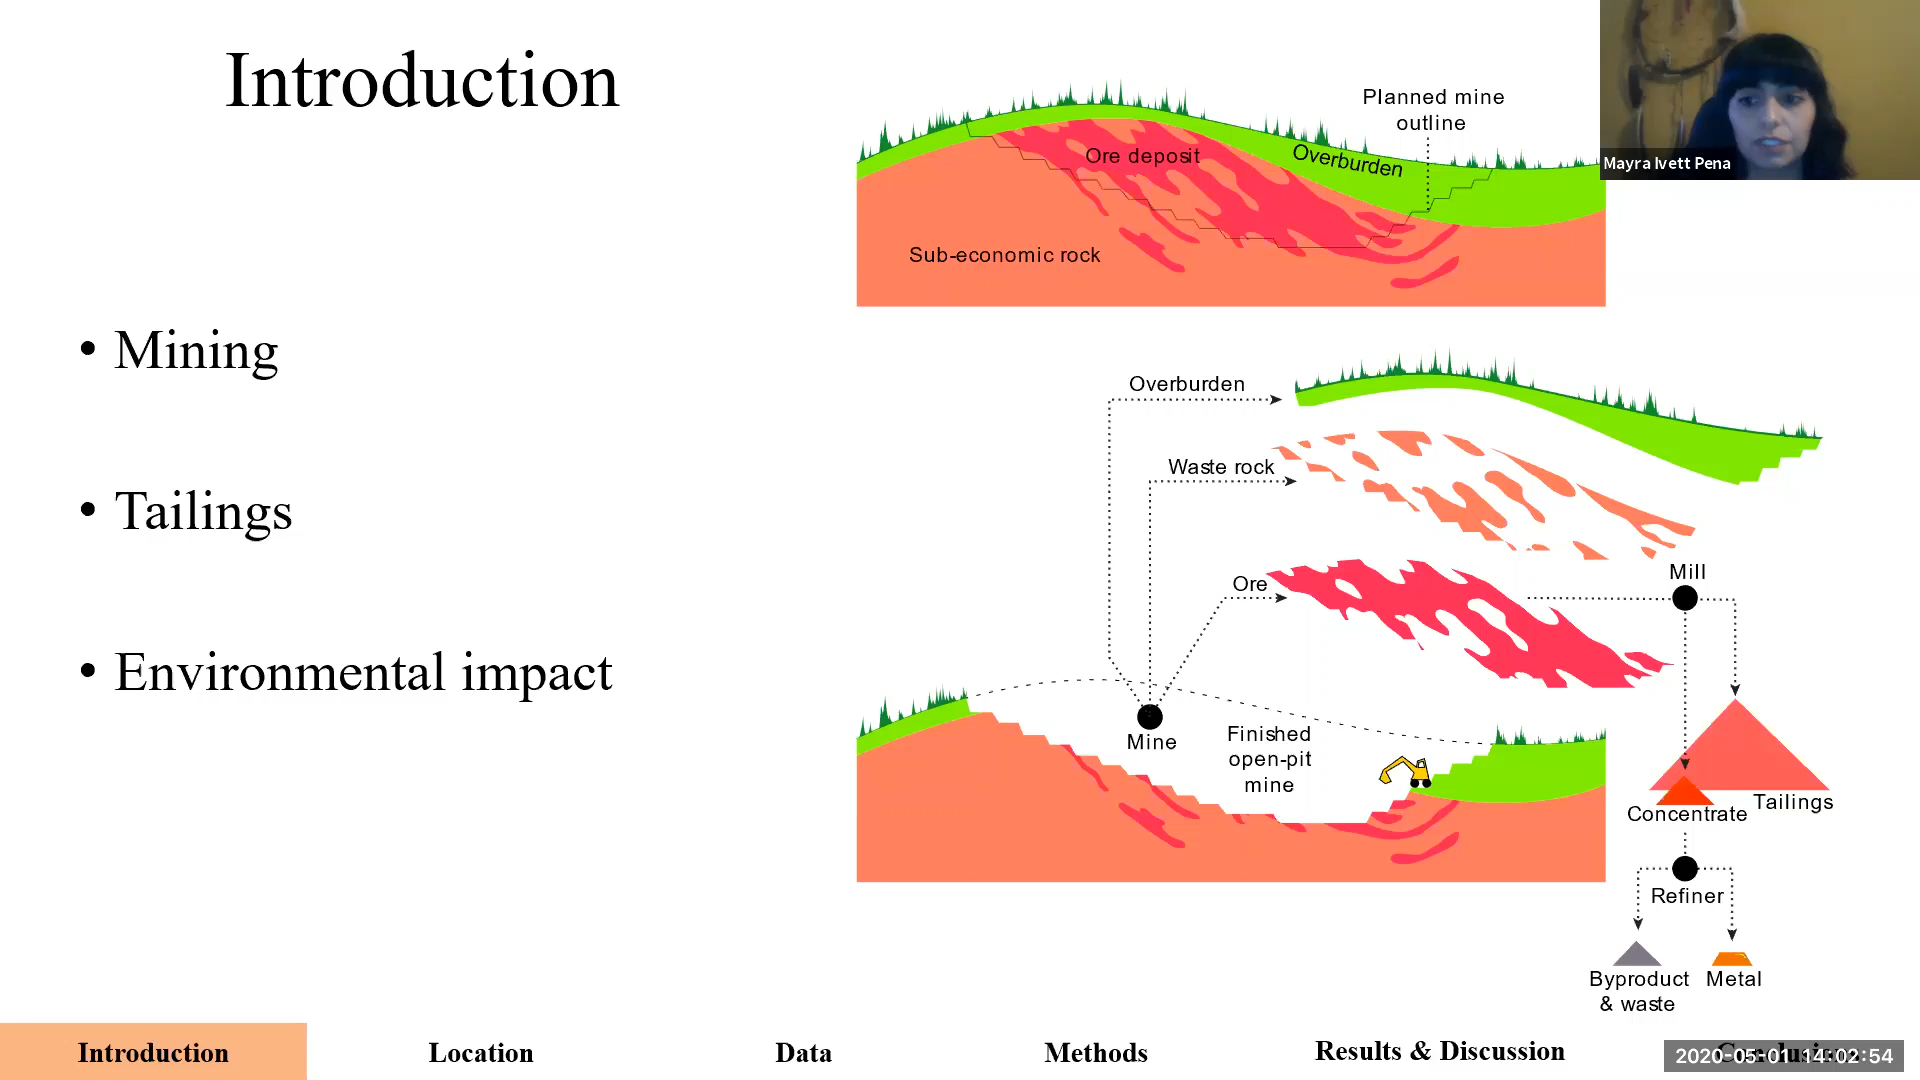 Introduction
• Mining
• Tailings
• Environmental impact
Planned mine
outline
Ore deposit
Overburden
Sub-economic rock
Mayra Ivett Pena
Overburden
Waste rock
Ore
Mill
Mine
Finished
open-pit
mine
Tailings
Concentrate
Refiner
Byproduct
& waste
Metal
Introduction
Location
Data
Methods
Results & Discussion
2020-05-01 14:02:54